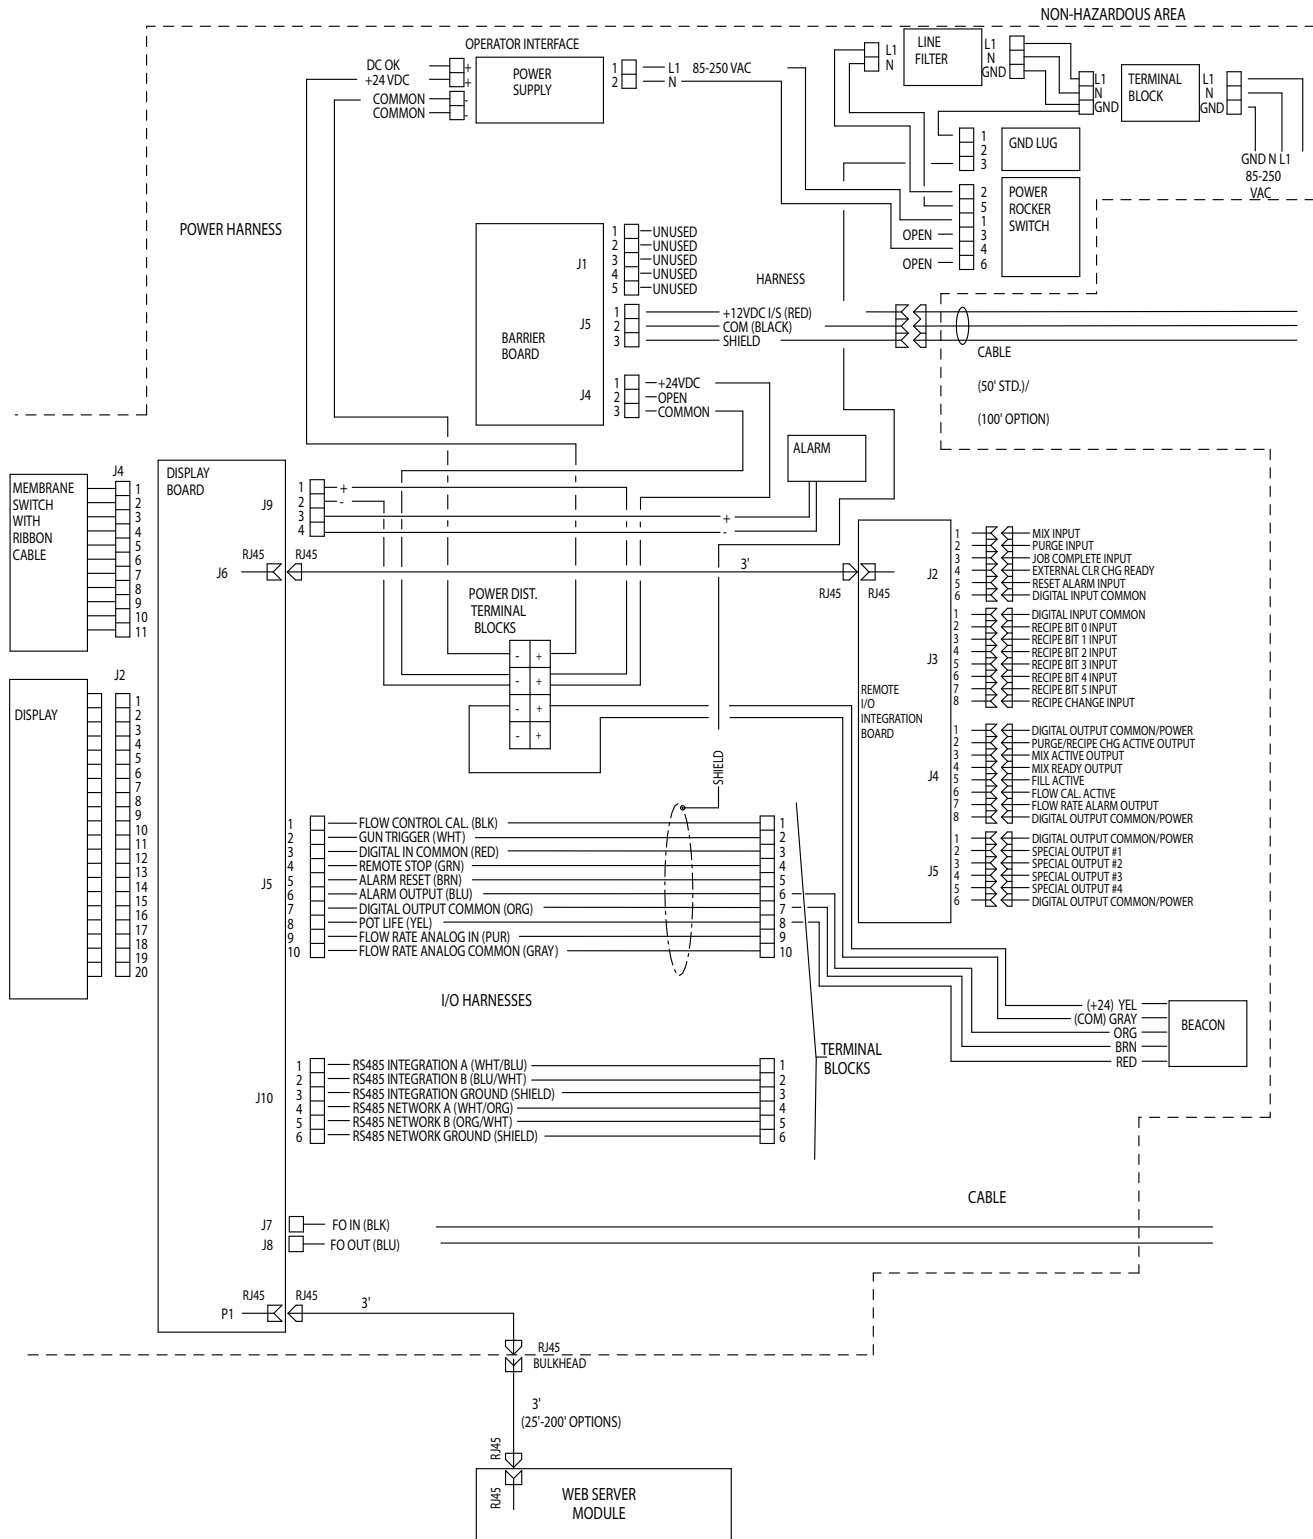 NON-HAZARDOUS AREA
OPERATOR INTERFACE
DC OK
+24 VDC
COMMON
COMMON
+
+
-
-
POWER
SUPPLY
1
2
L1 85-250 VAC
N
L1
N
LINE
FILTER
L1
N
GND
L1
N
GND
TERMINAL
BLOCK
L1
N
GND
GND N L1
85-250
VAC
1
2
3
GND LUG
2
5
1
3
4
6
OPEN
OPEN
POWER
ROCKER
SWITCH
POWER HARNESS
BARRIER
BOARD
J1
1 UNUSED
2 UNUSED
3 UNUSED
4 UNUSED
5 UNUSED
HARNESS
J5
1 +12VDC I/S (RED)
2 COM (BLACK)
3 SHIELD
J4
1 +24VDC
2 OPEN
3 COMMON
CABLE
(50' STD.)/
(100' OPTION)
ALARM
MEMBRANE
SWITCH
WITH
RIBBON
CABLE
J4
1
2
3
4
5
6
7
8
9
10
11
DISPLAY
BOARD
J9
1 +
2 -
3 +
4 -
J6
RJ45
RJ45
3'
RJ45
RJ45
POWER DIST.
TERMINAL
BLOCKS
- +
- +
- +
- +
SHIELD
DISPLAY
J2
1
2
3
4
5
6
7
8
9
10
11
12
13
14
15
16
17
18
19
20
REMOTE
I/O
INTEGRATION
BOARD
J2
1 MIX INPUT
2 PURGE INPUT
3 JOB COMPLETE INPUT
4 EXTERNAL CLR CHG READY
5 RESET ALARM INPUT
6 DIGITAL INPUT COMMON
J3
1 DIGITAL INPUT COMMON
2 RECIPE BIT 0 INPUT
3 RECIPE BIT 1 INPUT
4 RECIPE BIT 2 INPUT
5 RECIPE BIT 3 INPUT
6 RECIPE BIT 4 INPUT
7 RECIPE BIT 5 INPUT
8 RECIPE CHANGE INPUT
J4
1 DIGITAL OUTPUT COMMON/POWER
2 PURGE/RECIPE CHG ACTIVE OUTPUT
3 MIX ACTIVE OUTPUT
4 MIX READY OUTPUT
5 FILL ACTIVE
6 FLOW CAL. ACTIVE
7 FLOW RATE ALARM OUTPUT
8 DIGITAL OUTPUT COMMON/POWER
J5
1 DIGITAL OUTPUT COMMON/POWER
2 SPECIAL OUTPUT #1
3 SPECIAL OUTPUT #2
4 SPECIAL OUTPUT #3
5 SPECIAL OUTPUT #4
6 DIGITAL OUTPUT COMMON/POWER
J5
1 FLOW CONTROL CAL. (BLK) 1
2 GUN TRIGGER (WHT) 2
3 DIGITAL IN COMMON (RED) 3
4 REMOTE STOP (GRN) 4
5 ALARM RESET (BRN) 5
6 ALARM OUTPUT (BLU) 6
7 DIGITAL OUTPUT COMMON (ORG) 7
8 POT LIFE (YEL) 8
9 FLOW RATE ANALOG IN (PUR) 9
10 FLOW RATE ANALOG COMMON (GRAY) 10
I/O HARNESSES
(+24) YEL
(COM) GRAY
ORG
BRN
RED
BEACON
TERMINAL
BLOCKS
J10
1 RS485 INTEGRATION A (WHT/BLU) 1
2 RS485 INTEGRATION B (BLU/WHT) 2
3 RS485 INTEGRATION GROUND (SHIELD) 3
4 RS485 NETWORK A (WHT/ORG) 4
5 RS485 NETWORK B (ORG/WHT) 5
6 RS485 NETWORK GROUND (SHIELD) 6
CABLE
J7 FO IN (BLK)
J8 FO OUT (BLU)
P1
RJ45
RJ45
3'
RJ45
BULKHEAD
3'
(25'-200' OPTIONS)
RJ45
RJ45
WEB SERVER
MODULE